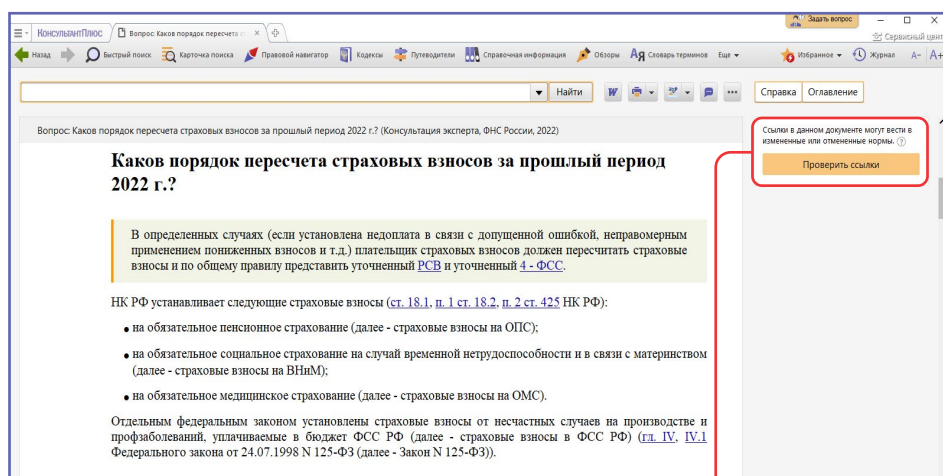 Задать вопрос
КонсультантПлюс
Вопрос: Каков порядок пересчета с
Сервисный цент
Назад
Быстрый поиск
Карточка поиска
Правовой навигатор
Кодексы
Путеводители
Справочная информация
Обзоры
Словарь терминов
Еще
Избранное
Журнал
А- А+
Найти
Справка
Оглавление
Вопрос: Каков порядок пересчета страховых взносов за прошлый период 2022 г.? (Консультация эксперта, ФНС России, 2022)
Ссылки в данном документе могут вести в
измененные или отмененные нормы. ?
Проверить ссылки
Каков порядок пересчета страховых взносов за прошлый период
2022 г.?
В определенных случаях (если установлена недоплата в связи с допущенной ошибкой, неправомерным
применением пониженных взносов и т.д.) плательщик страховых взносов должен пересчитать страховые
взносы и по общему правилу представить уточненный РСВ и уточненный 4 - ФСС.
НК РФ устанавливает следующие страховые взносы (ст. 18.1, п. 1 ст. 18.2, п. 2 ст. 425 НК РФ):
● на обязательное пенсионное страхование (далее - страховые взносы на ОПС);
● на обязательное социальное страхование на случай временной нетрудоспособности и в связи с материнством
(далее - страховые взносы на ВНиМ);
● на обязательное медицинское страхование (далее - страховые взносы на ОМС).
Отдельным федеральным законом установлены страховые взносы от несчастных случаев на производстве и
профзаболеваний, уплачиваемые в бюджет ФСС РФ (далее - страховые взносы в ФСС РФ) (гл. IV, IV.1
Федерального закона от 24.07.1998 N 125-ФЗ (далее - Закон N 125-ФЗ)).